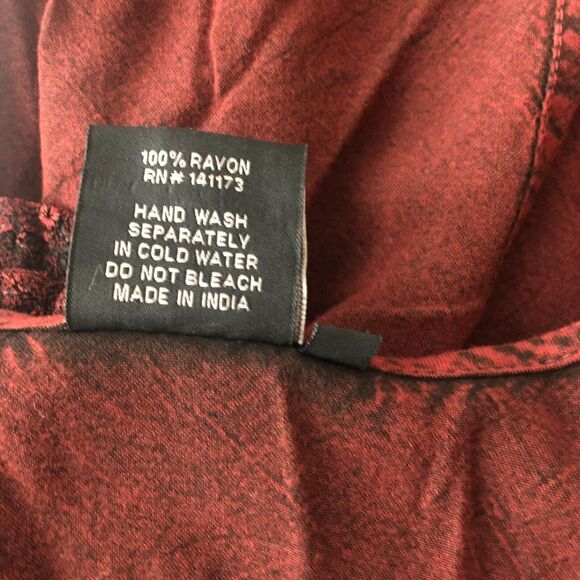 100% RAYON
RN# 141173
HAND WASH
SEPARATELY
IN COLD WATER
DO NOT BLEACH
MADE IN INDIA